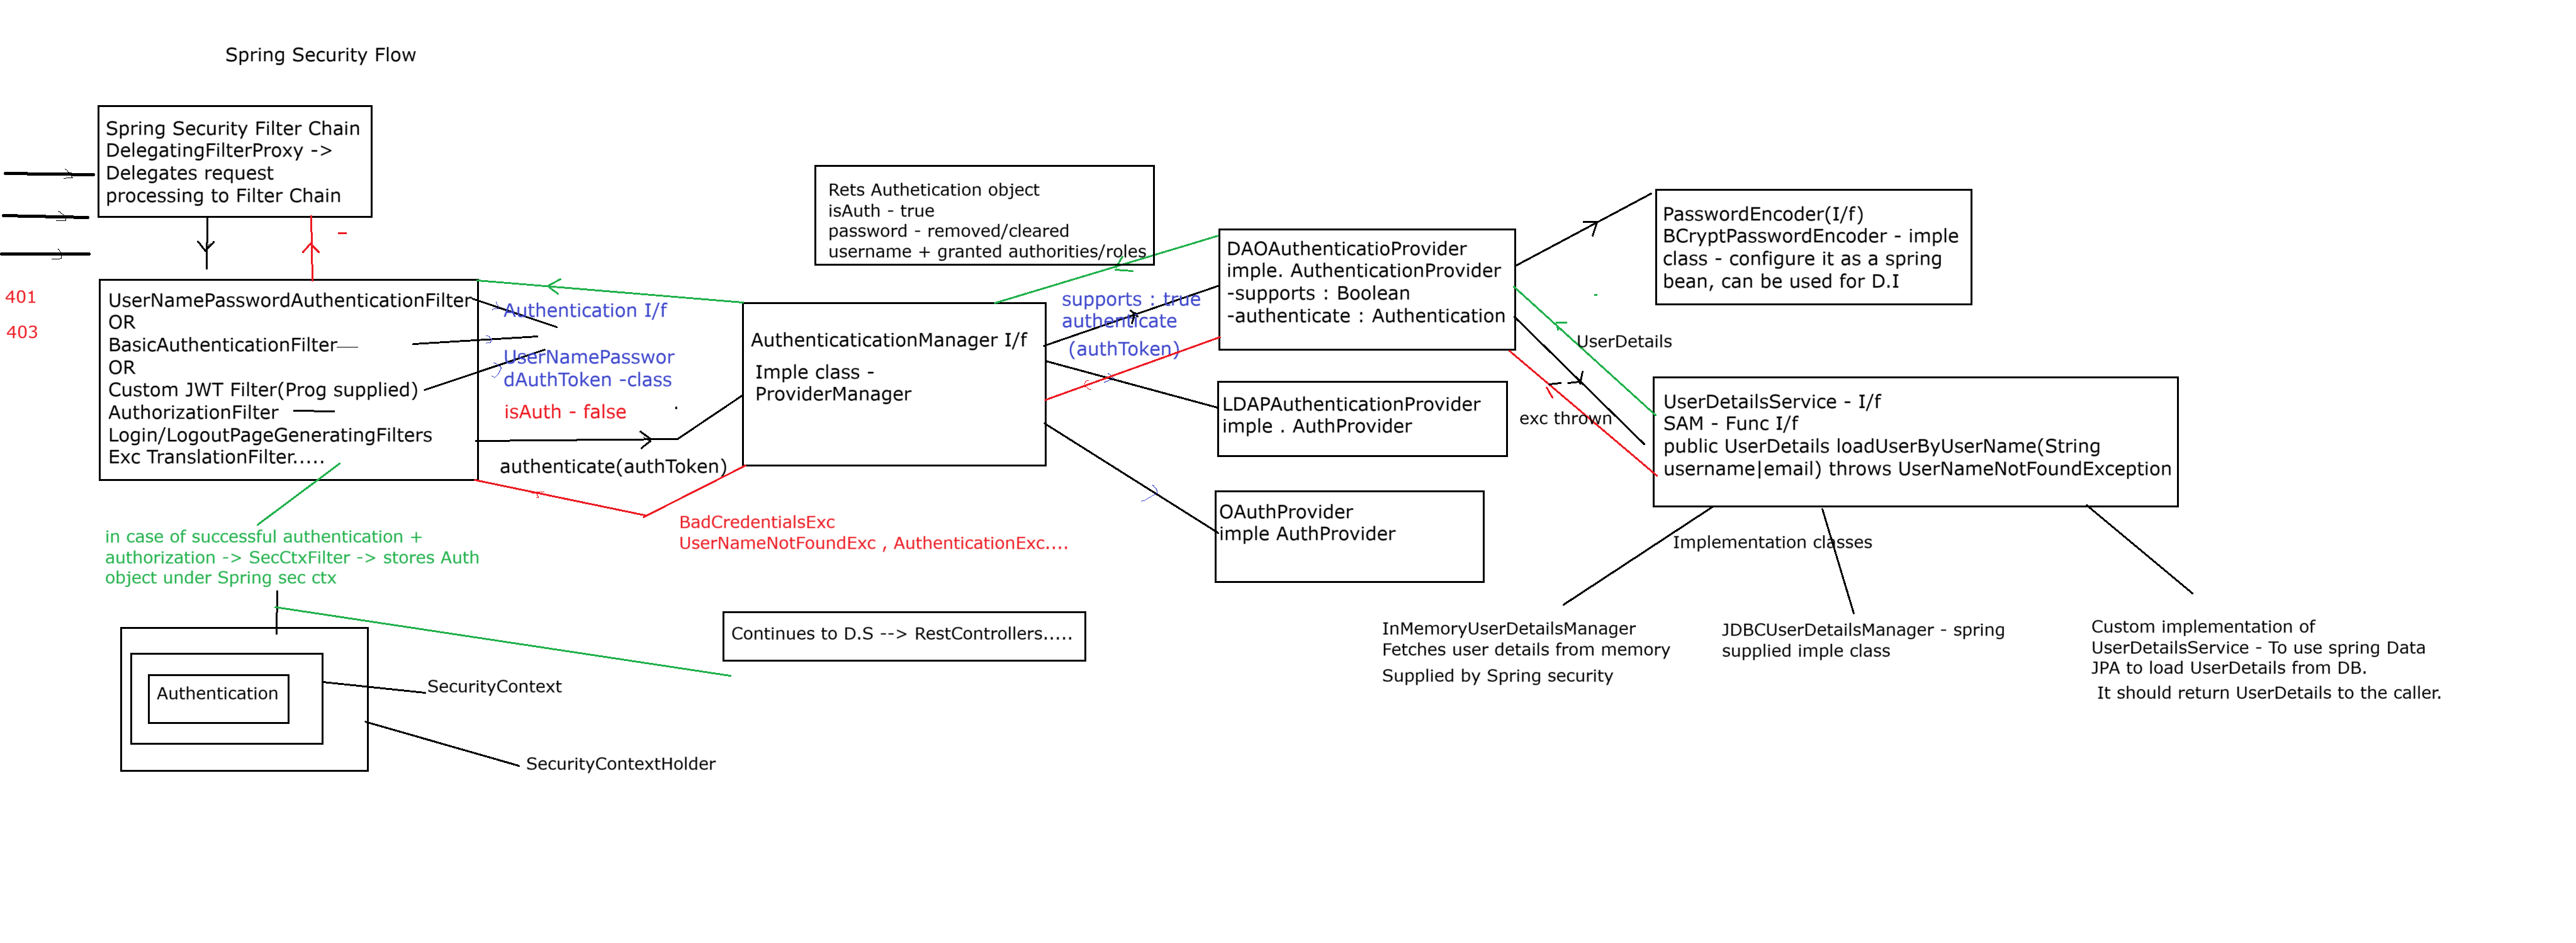 Spring Security Flow
Spring Security Filter Chain
DelegatingFilterProxy ->
Delegates request
processing to Filter Chain
401
403
UserNamePasswordAuthenticationFilter
OR
BasicAuthenticationFilter
OR
Custom JWT Filter(Prog supplied)
AuthorizationFilter
Login/LogoutPageGeneratingFilters
Exc TranslationFilter.....
Authentication I/f
UserNamePasswor
dAuthToken -class
isAuth - false
authenticate(authToken)
Rets Authetication object
isAuth - true
password - removed/cleared
username + granted authorities/roles
AuthenticaticationManager I/f
Imple class -
ProviderManager
supports : true
authenticate
(authToken)
DAOAuthenticatioProvider
imple. AuthenticationProvider
-supports : Boolean
-authenticate : Authentication
LDAPAuthenticationProvider
imple . AuthProvider
OAuthProvider
imple AuthProvider
PasswordEncoder(I/f)
BCryptPasswordEncoder - imple
class - configure it as a spring
bean, can be used for D.I
UserDetails
exc thrown
UserDetailsService - I/f
SAM - Func I/f
public UserDetails loadUserByUserName(String
username|email) throws UserNameNotFoundException
BadCredentialsExc
UserNameNotFoundExc , AuthenticationExc....
in case of successful authentication +
authorization -> SecCtxFilter -> stores Auth
object under Spring sec ctx
Continues to D.S --> RestControllers.....
Authentication
SecurityContext
SecurityContextHolder
Implementation classes
InMemoryUserDetailsManager
Fetches user details from memory
Supplied by Spring security
JDBCUserDetailsManager - spring
supplied imple class
Custom implementation of
UserDetailsService - To use spring Data
JPA to load UserDetails from DB.
It should return UserDetails to the caller.